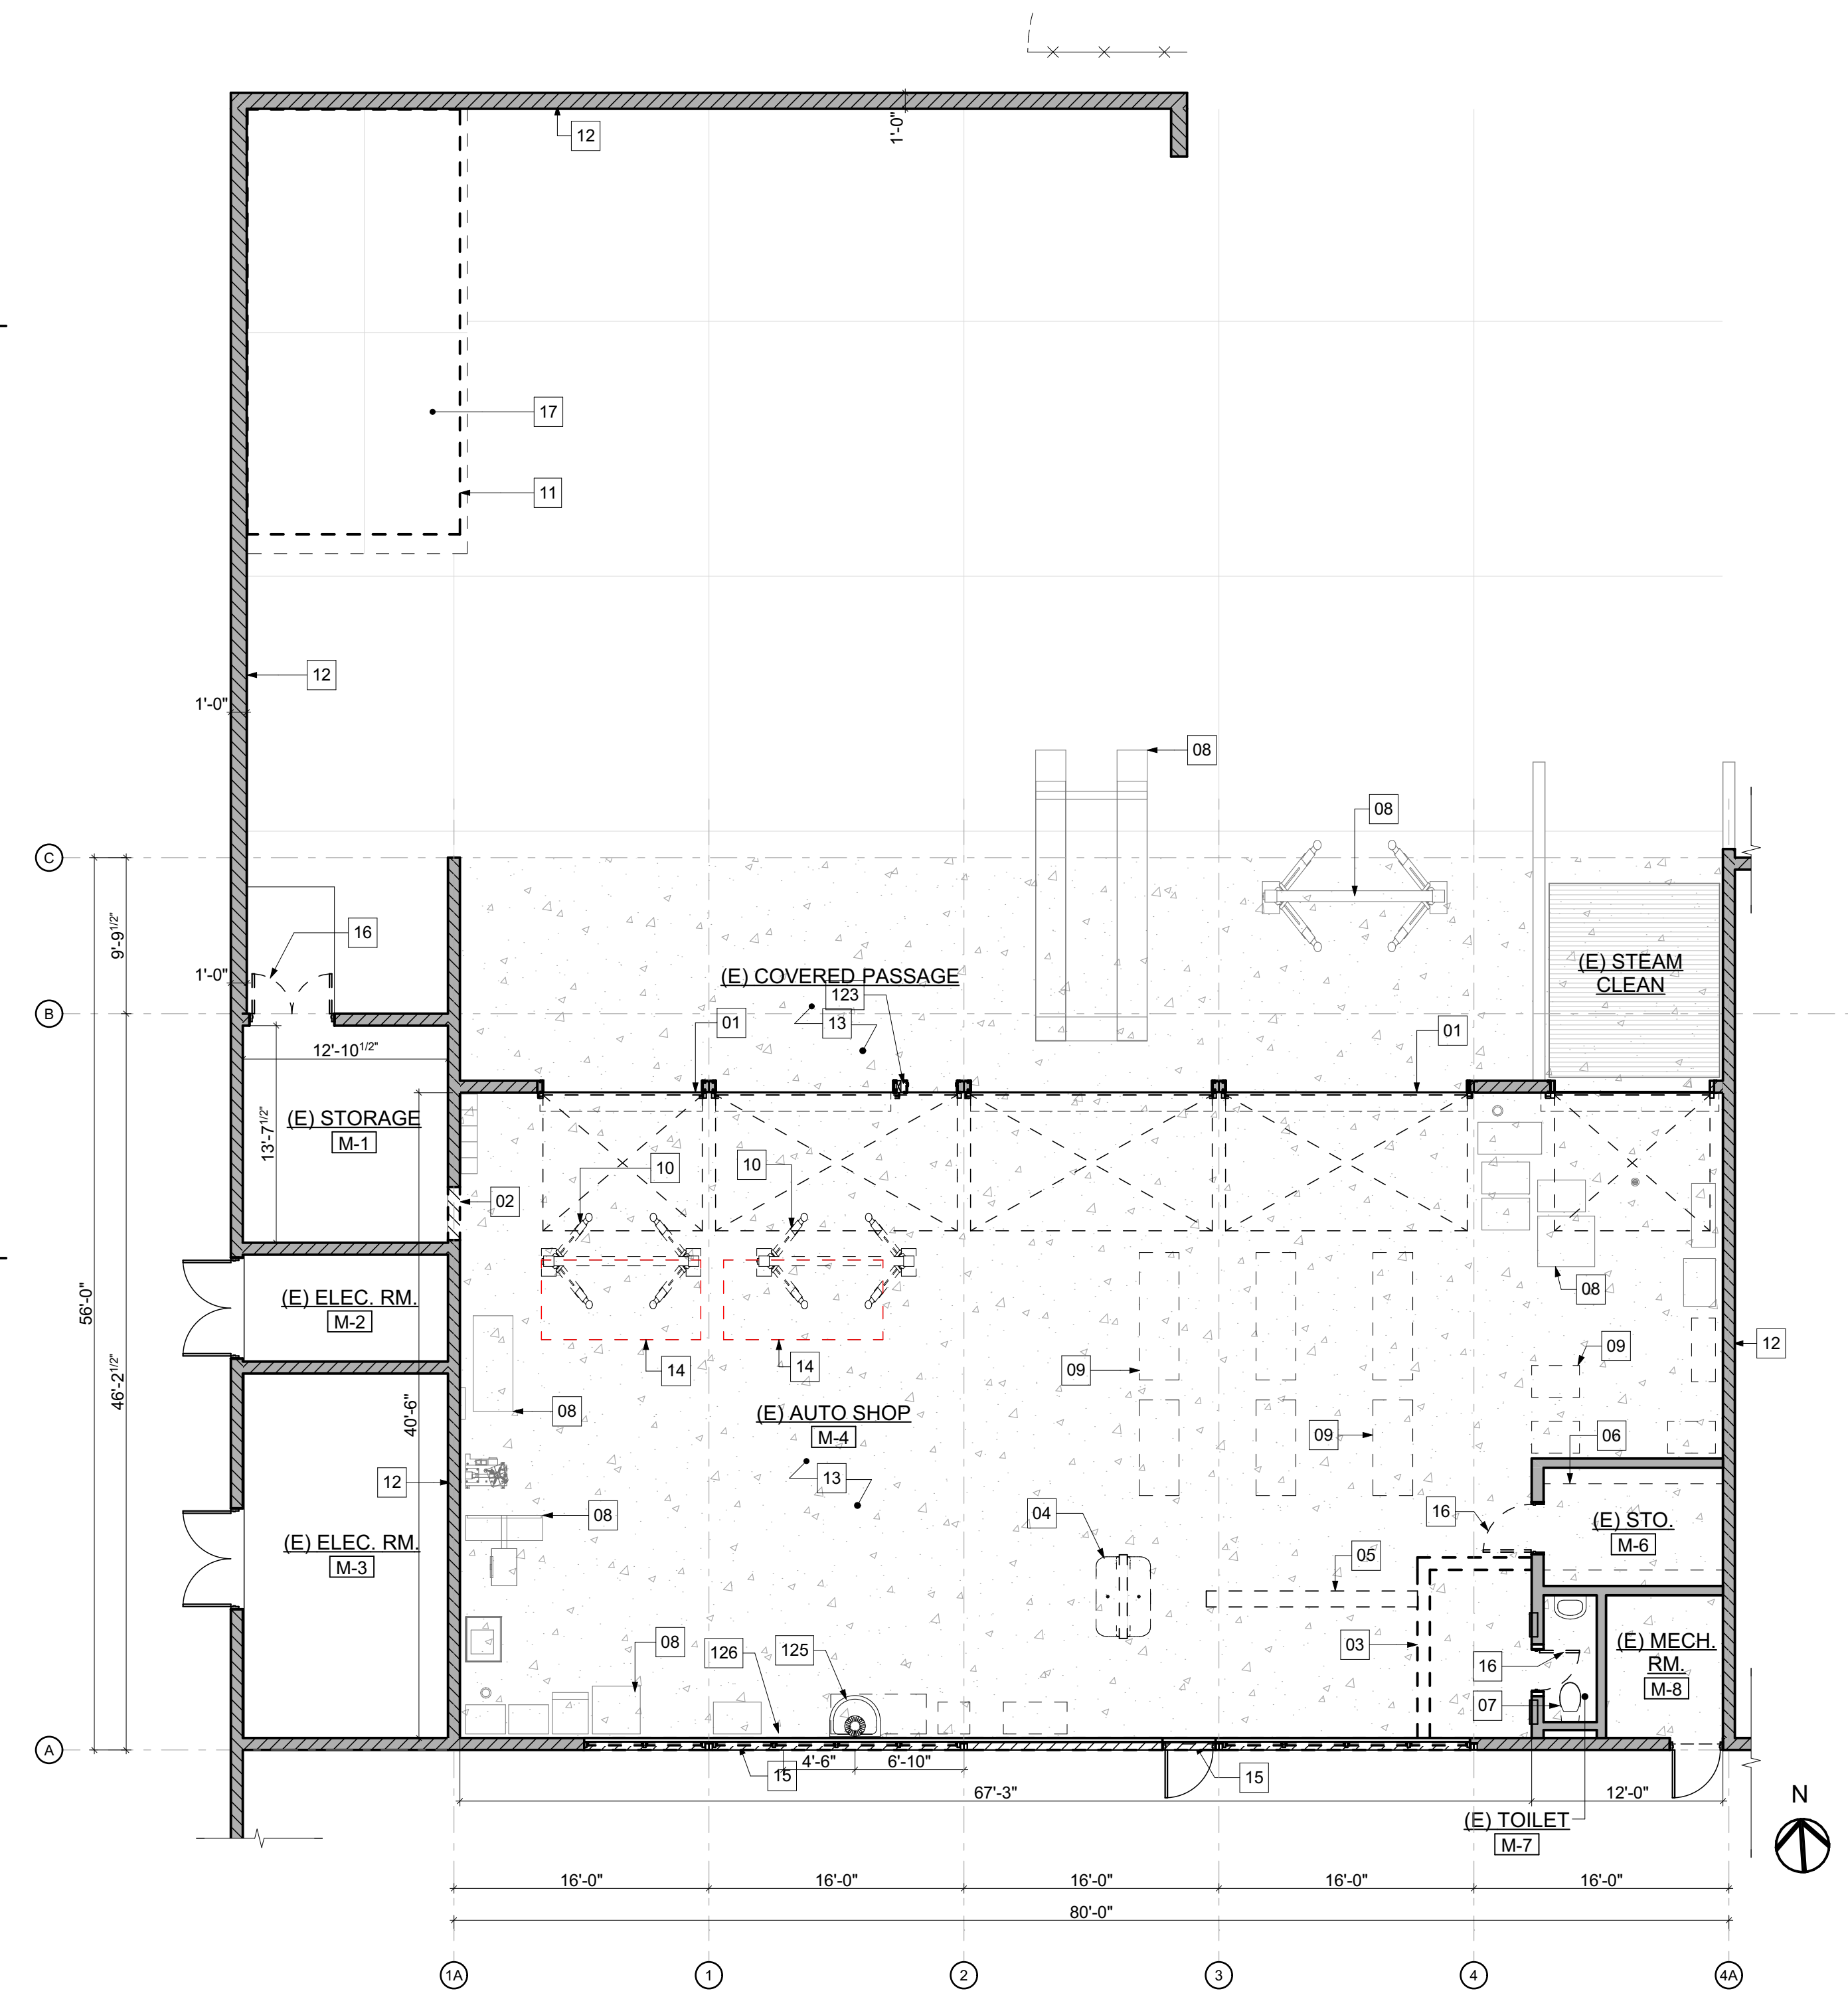 12
1'-0"
17
11
12
1'-0"
08
08
C
16
9'-9 1/2"
1'-0"
(E) COVERED PASSAGE
123
13
01
01
(E) STEAM
CLEAN
B
12'-10 1/2"
13'-7 1/2"
(E) STORAGE
M-1
02
10
10
(E) ELEC. RM.
M-2
56'-0"
46'-2 1/2"
40'-6"
14
14
08
09
09
08
09
12
(E) AUTO SHOP
M-4
13
06
12
08
04
16
(E) STO.
M-6
(E) ELEC. RM.
M-3
05
08
126
125
03
16
07
(E) MECH.
RM.
M-8
A
15
4'-6"
6'-10"
15
67'-3"
12'-0"
(E) TOILET
M-7
N
16'-0"
16'-0"
16'-0"
16'-0"
16'-0"
80'-0"
1A
1
2
3
4
4A